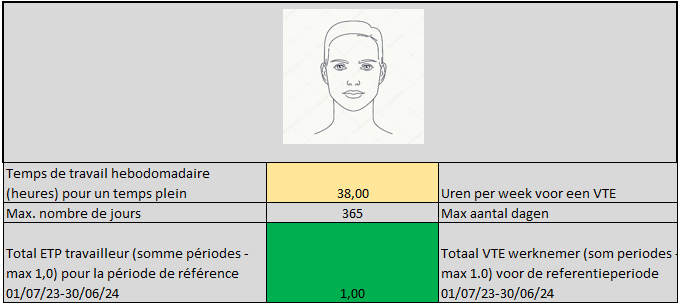 Temps de travail hebodomadaire
(heures) pour un temps plein
38,00
Uren per week voor een VTE
Max. nombre de jours
365
Max aantal dagen
Total ETP travailleur (somme périodes -
max 1,0) pour la période de référence
01/07/23-30/06/24
1,00
Totaal VTE werknemer (som periodes -
max 1.0) voor de referentieperiode
01/07/23-30/06/24